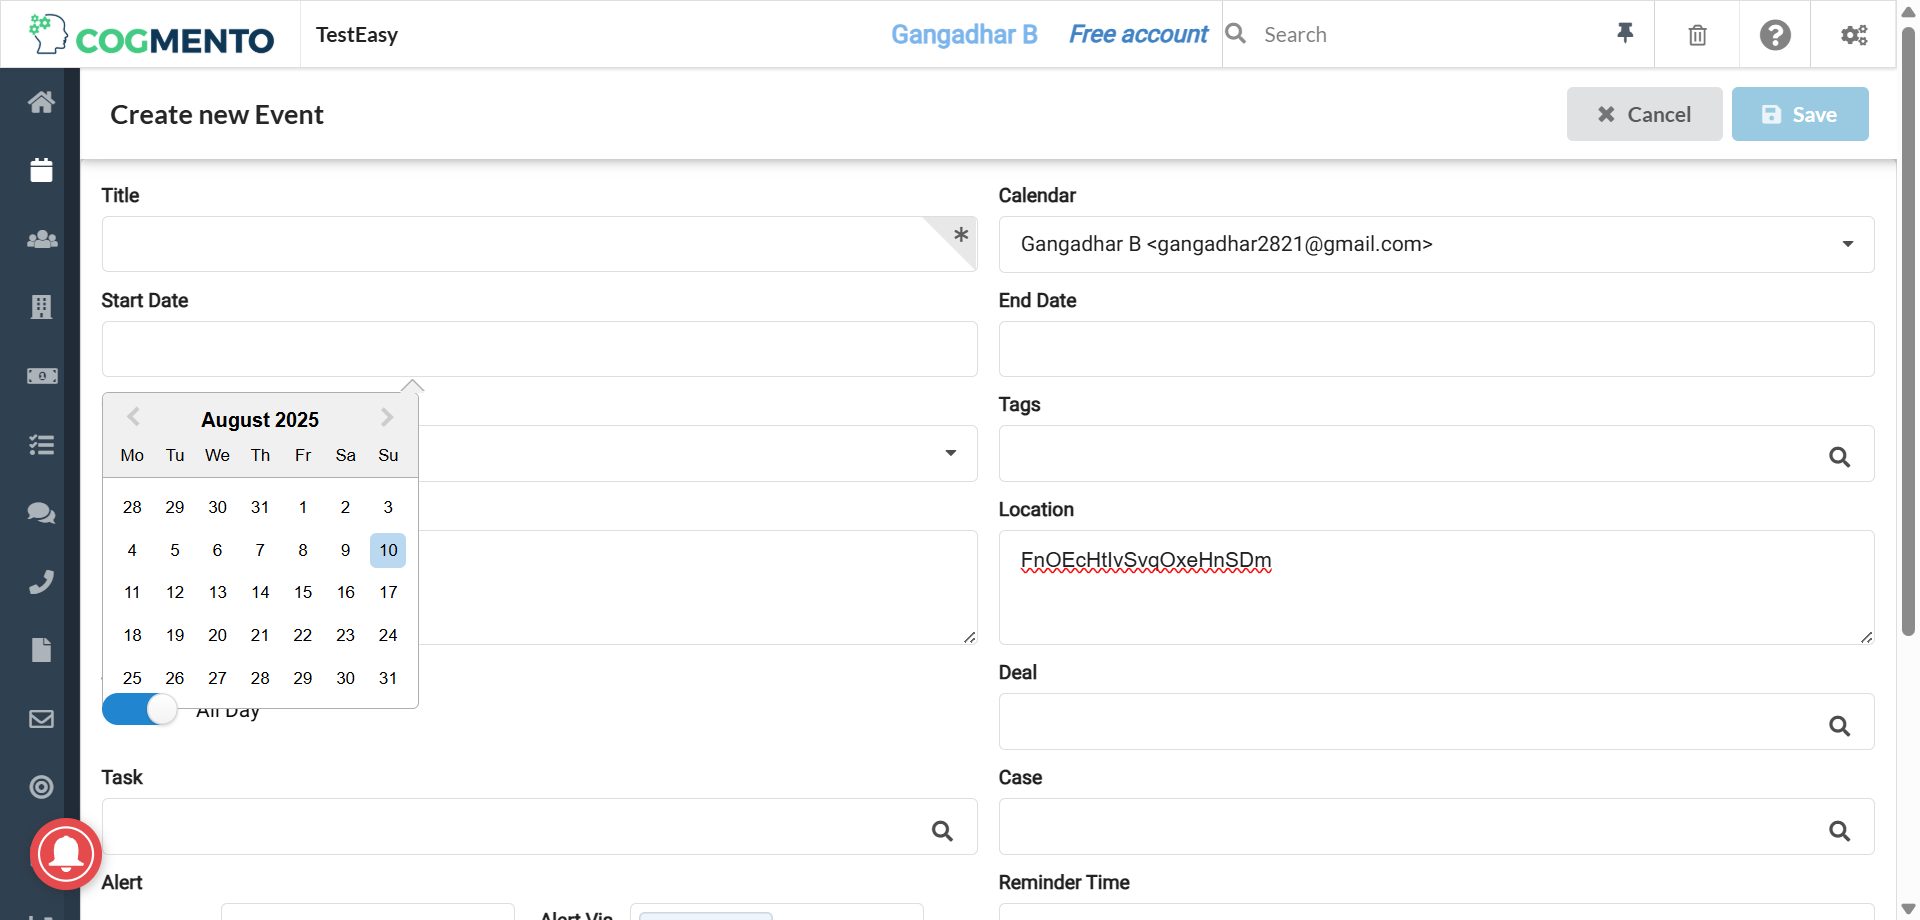 COGMENTO
TestEasy
Gangadhar B
Free account
Search
Create new Event
Cancel
Save
Title
*
Calendar
Gangadhar B <gangadhar2821@gmail.com>
Start Date
End Date
August 2025
Mo Tu We Th Fr Sa Su
28 29 30 31 1 2 3
4 5 6 7 8 9 10
11 12 13 14 15 16 17
18 19 20 21 22 23 24
25 26 27 28 29 30 31
Tags
Location
FnOEcHtIvSvqOxeHnSDm
All Day
Deal
Task
Case
Alert
Alert Via
Reminder Time